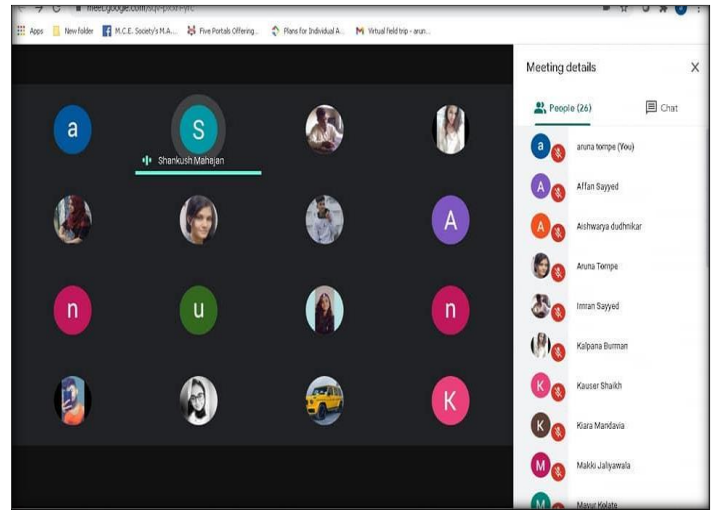 Apps New folder M.C.E. Society's M.A... Five Portals Offering... Plans for Individual A... Virtual field trip - arun...
Meeting details X
People (26) Chat
a
S
Shankush Mahajan
A
n
u
n
K
a aruna tompe (You)
A Affan Sayyed
A Aishwarya dudhnikar
Aruna Tompe
Imran Sayyed
Kalpana Burman
K Kauser Shaikh
K Kiara Mandavia
M Makki Jaliyawala
M Mayur Kolate